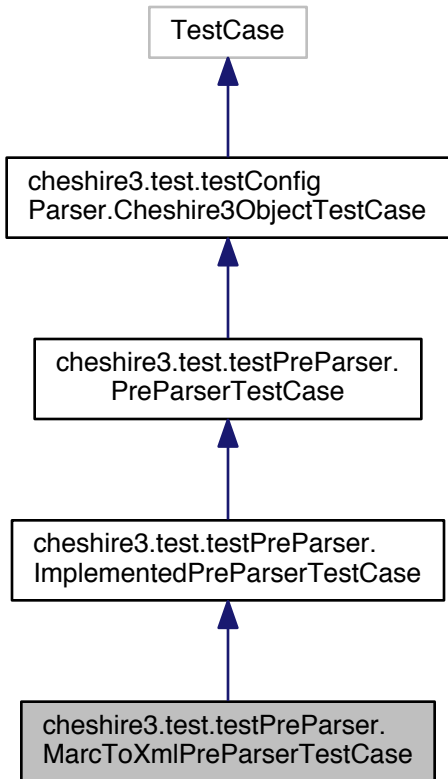 TestCase
cheshire3.test.testConfig
Parser.Cheshire3ObjectTestCase
cheshire3.test.testPreParser.
PreParserTestCase
cheshire3.test.testPreParser.
ImplementedPreParserTestCase
cheshire3.test.testPreParser.
MarcToXmlPreParserTestCase